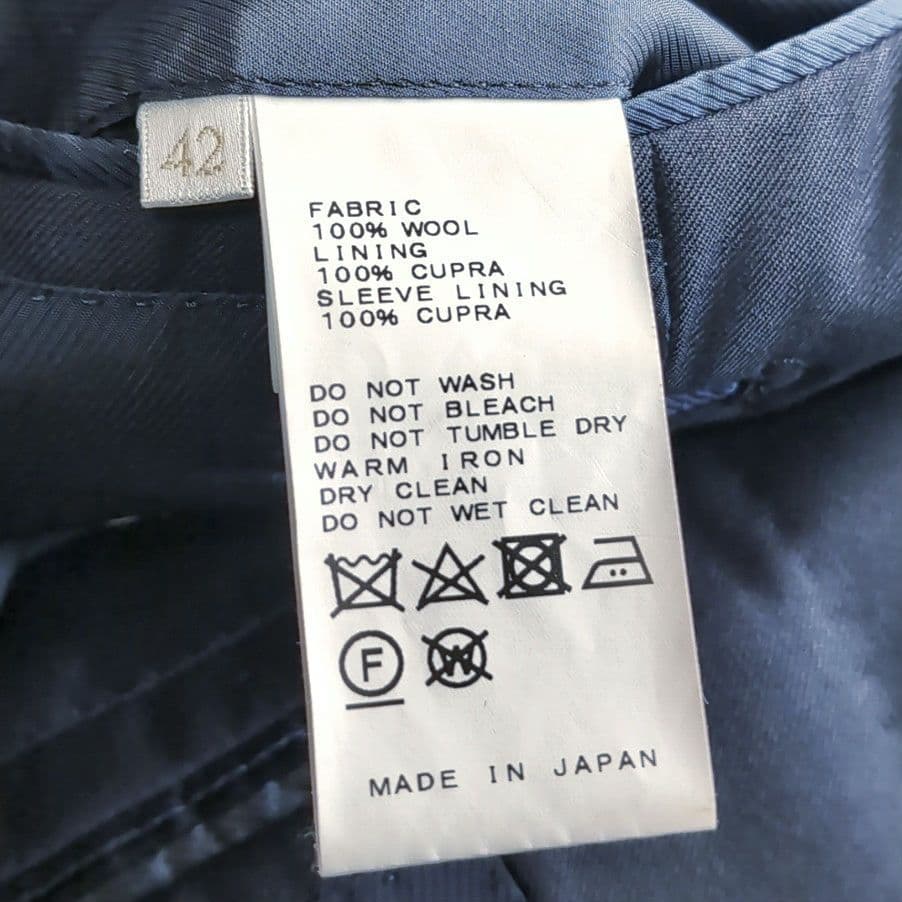 42
FABRIC
100% WOOL
LINING
100% CUPRA
SLEEVE LINING
100% CUPRA
DO NOT WASH
DO NOT BLEACH
DO NOT TUMBLE DRY
WARM IRON
DRY CLEAN
DO NOT WET CLEAN
F W
MADE IN JAPAN